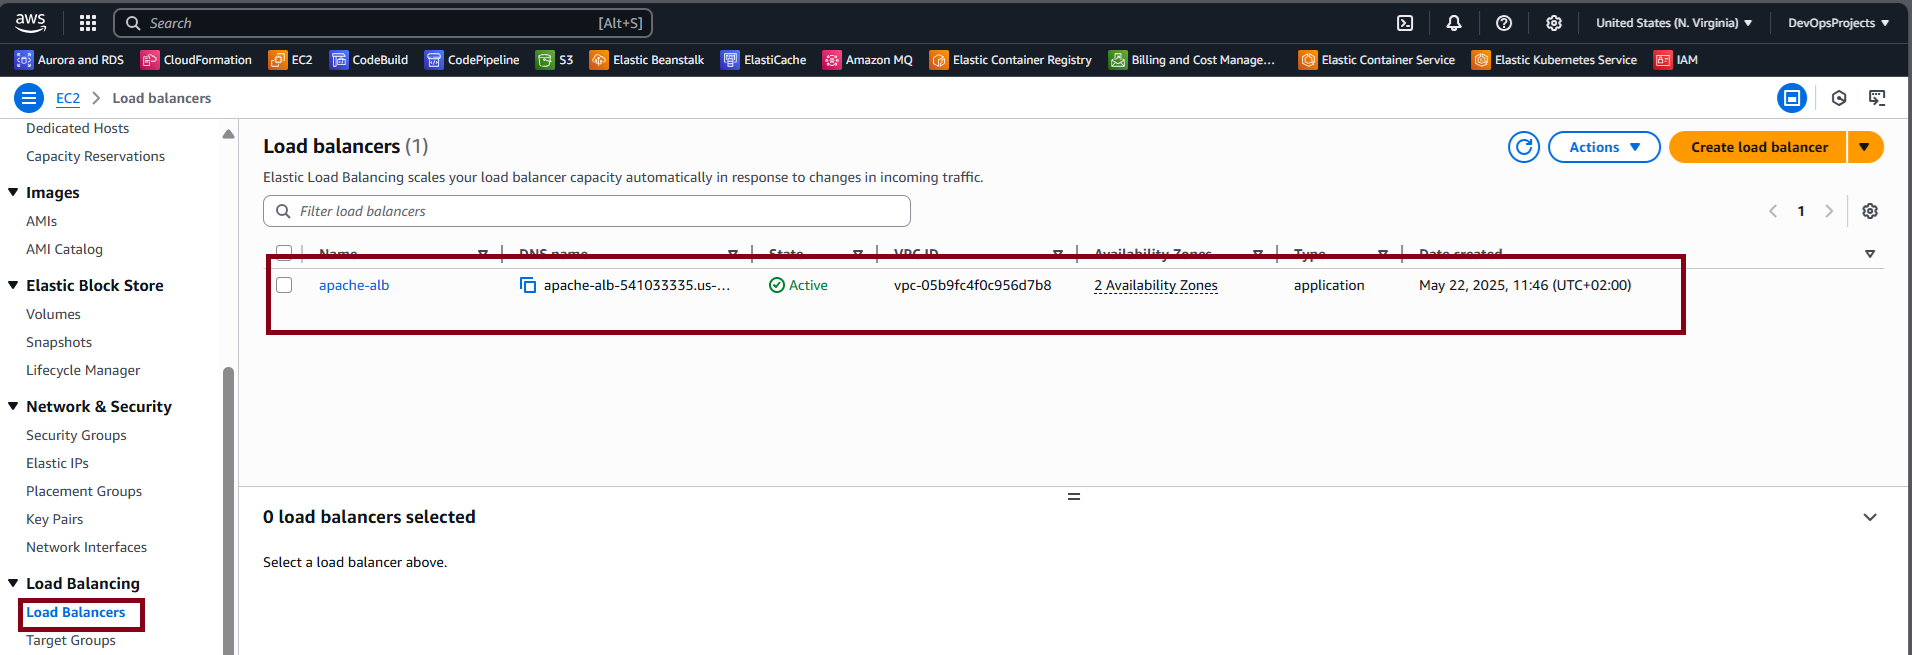 aws
Search [Alt+S]
United States (N. Virginia)
DevOpsProjects
Aurora and RDS CloudFormation EC2 CodeBuild CodePipeline S3 Elastic Beanstalk ElastiCache Amazon MQ Elastic Container Registry Billing and Cost Manage... Elastic Container Service Elastic Kubernetes Service IAM
EC2 Load balancers
Dedicated Hosts
Capacity Reservations
Images
AMIs
AMI Catalog
Elastic Block Store
Volumes
Snapshots
Lifecycle Manager
Network & Security
Security Groups
Elastic IPs
Placement Groups
Key Pairs
Network Interfaces
Load Balancing
Load Balancers
Target Groups
Load balancers (1)
Actions
Create load balancer
Elastic Load Balancing scales your load balancer capacity automatically in response to changes in incoming traffic.
Filter load balancers
1
Name DNS name State VPC ID Availability Zones Type Date created
apache-alb apache-alb-541033335.us-... Active vpc-05b9fc4f0c956d7b8 2 Availability Zones application May 22, 2025, 11:46 (UTC+02:00)
0 load balancers selected
Select a load balancer above.